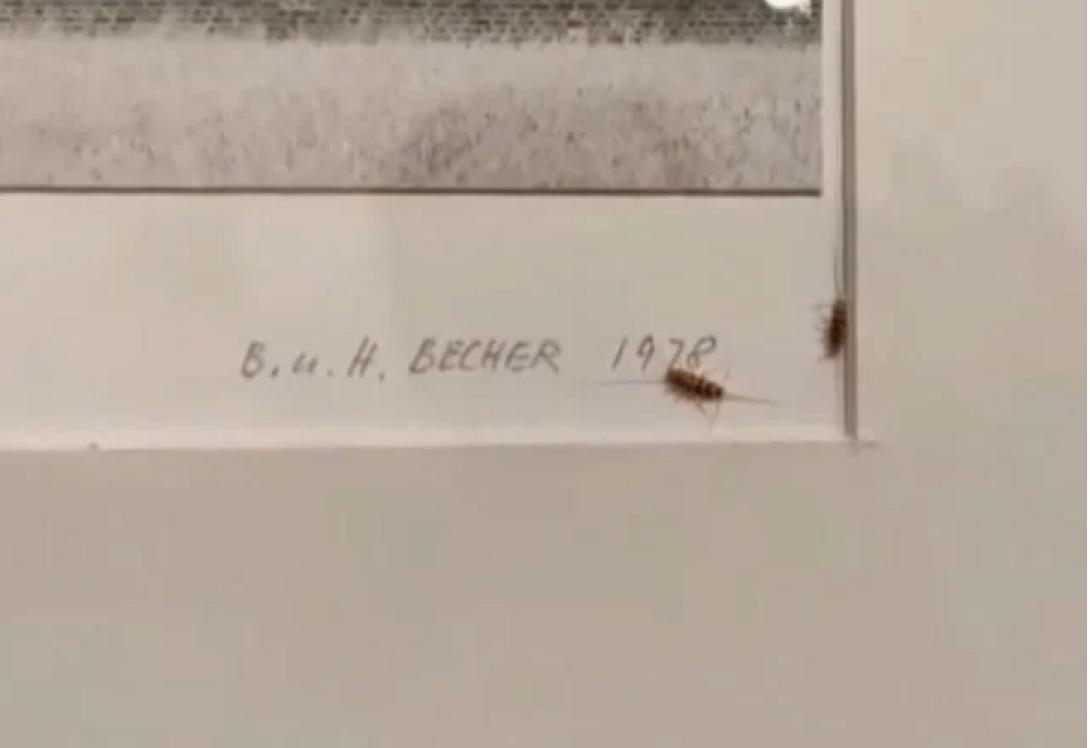 B. u. H. BECHER 1978